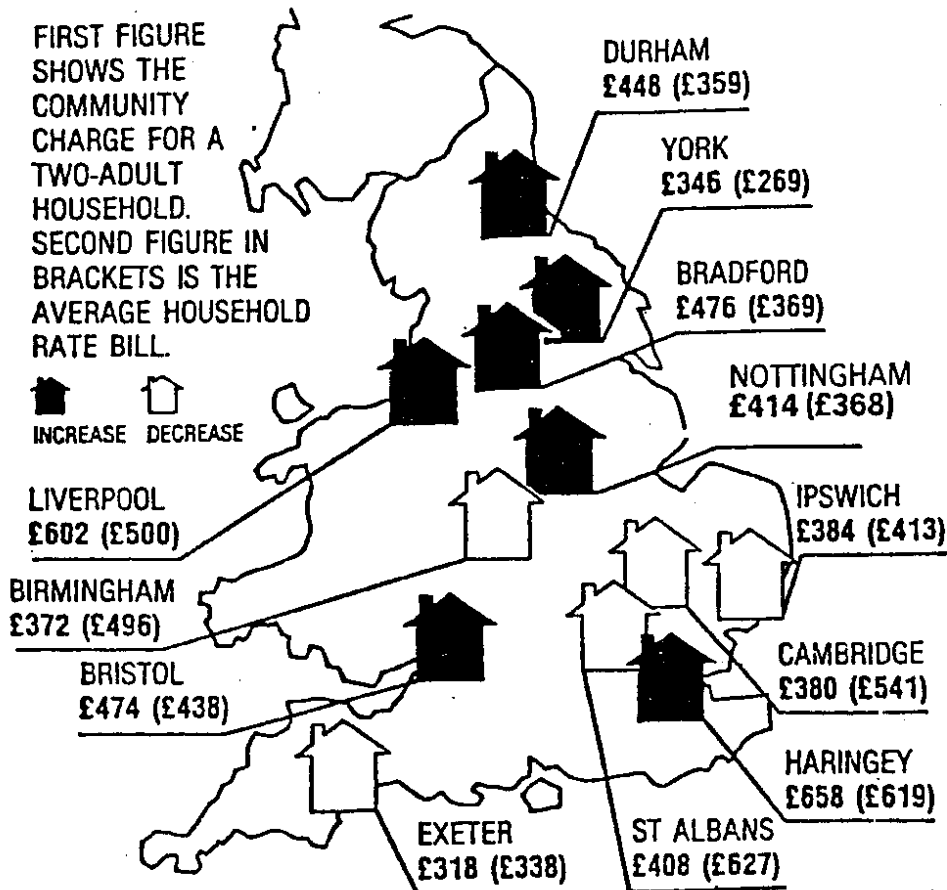 FIRST FIGURE
SHOWS THE
COMMUNITY
CHARGE FOR A
TWO-ADULT
HOUSEHOLD.
SECOND FIGURE IN
BRACKETS IS THE
AVERAGE HOUSEHOLD
RATE BILL.
INCREASE DECREASE
DURHAM
£448 (£359)
YORK
£346 (£269)
BRADFORD
£476 (£369)
NOTTINGHAM
£414 (£368)
LIVERPOOL
£602 (£500)
IPSWICH
£384 (£413)
BIRMINGHAM
£372 (£496)
BRISTOL
£474 (£438)
CAMBRIDGE
£380 (£541)
HARINGEY
£658 (£619)
EXETER
£318 (£338)
ST ALBANS
£408 (£627)